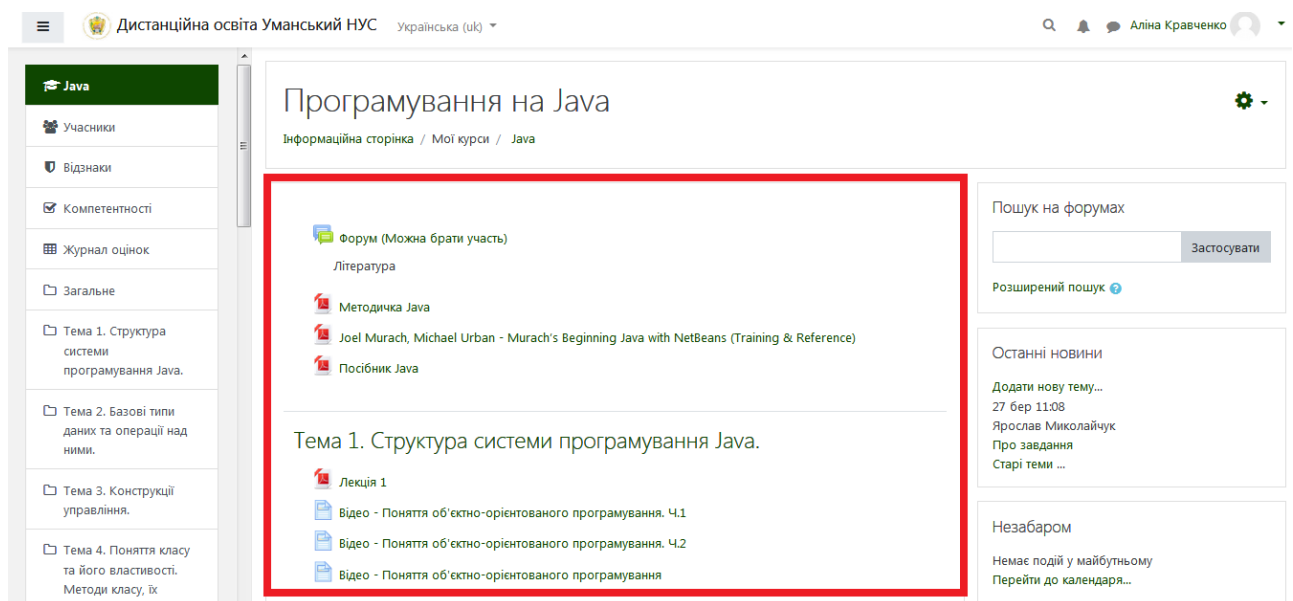 Дистанційна освіта Уманський НУС
Українська (uk)
Аліна Кравченко
Java
Учасники
Відзнаки
Компетентності
Журнал оцінок
Загальне
Тема 1. Структура
системи
програмування Java.
Тема 2. Базові типи
даних та операції над
ними.
Тема 3. Конструкції
управління.
Тема 4. Поняття класу
та його властивості.
Методи класу, їх
Програмування на Java
Інформаційна сторінка / Мої курси / Java
Форум (Можна брати участь)
Література
Методичка Java
Joel Murach, Michael Urban - Murach's Beginning Java with NetBeans (Training & Reference)
Посібник Java
Тема 1. Структура системи програмування Java.
Лекція 1
Відео - Поняття об'єктно-орієнтованого програмування. Ч.1
Відео - Поняття об'єктно-орієнтованого програмування. Ч.2
Відео - Поняття об'єктно-орієнтованого програмування
Пошук на форумах
Застосувати
Розширений пошук
Останні новини
Додати нову тему...
27 бер 11:08
Ярослав Миколайчук
Про завдання
Старі теми ...
Незабаром
Немає подій у майбутньому
Перейти до календаря...